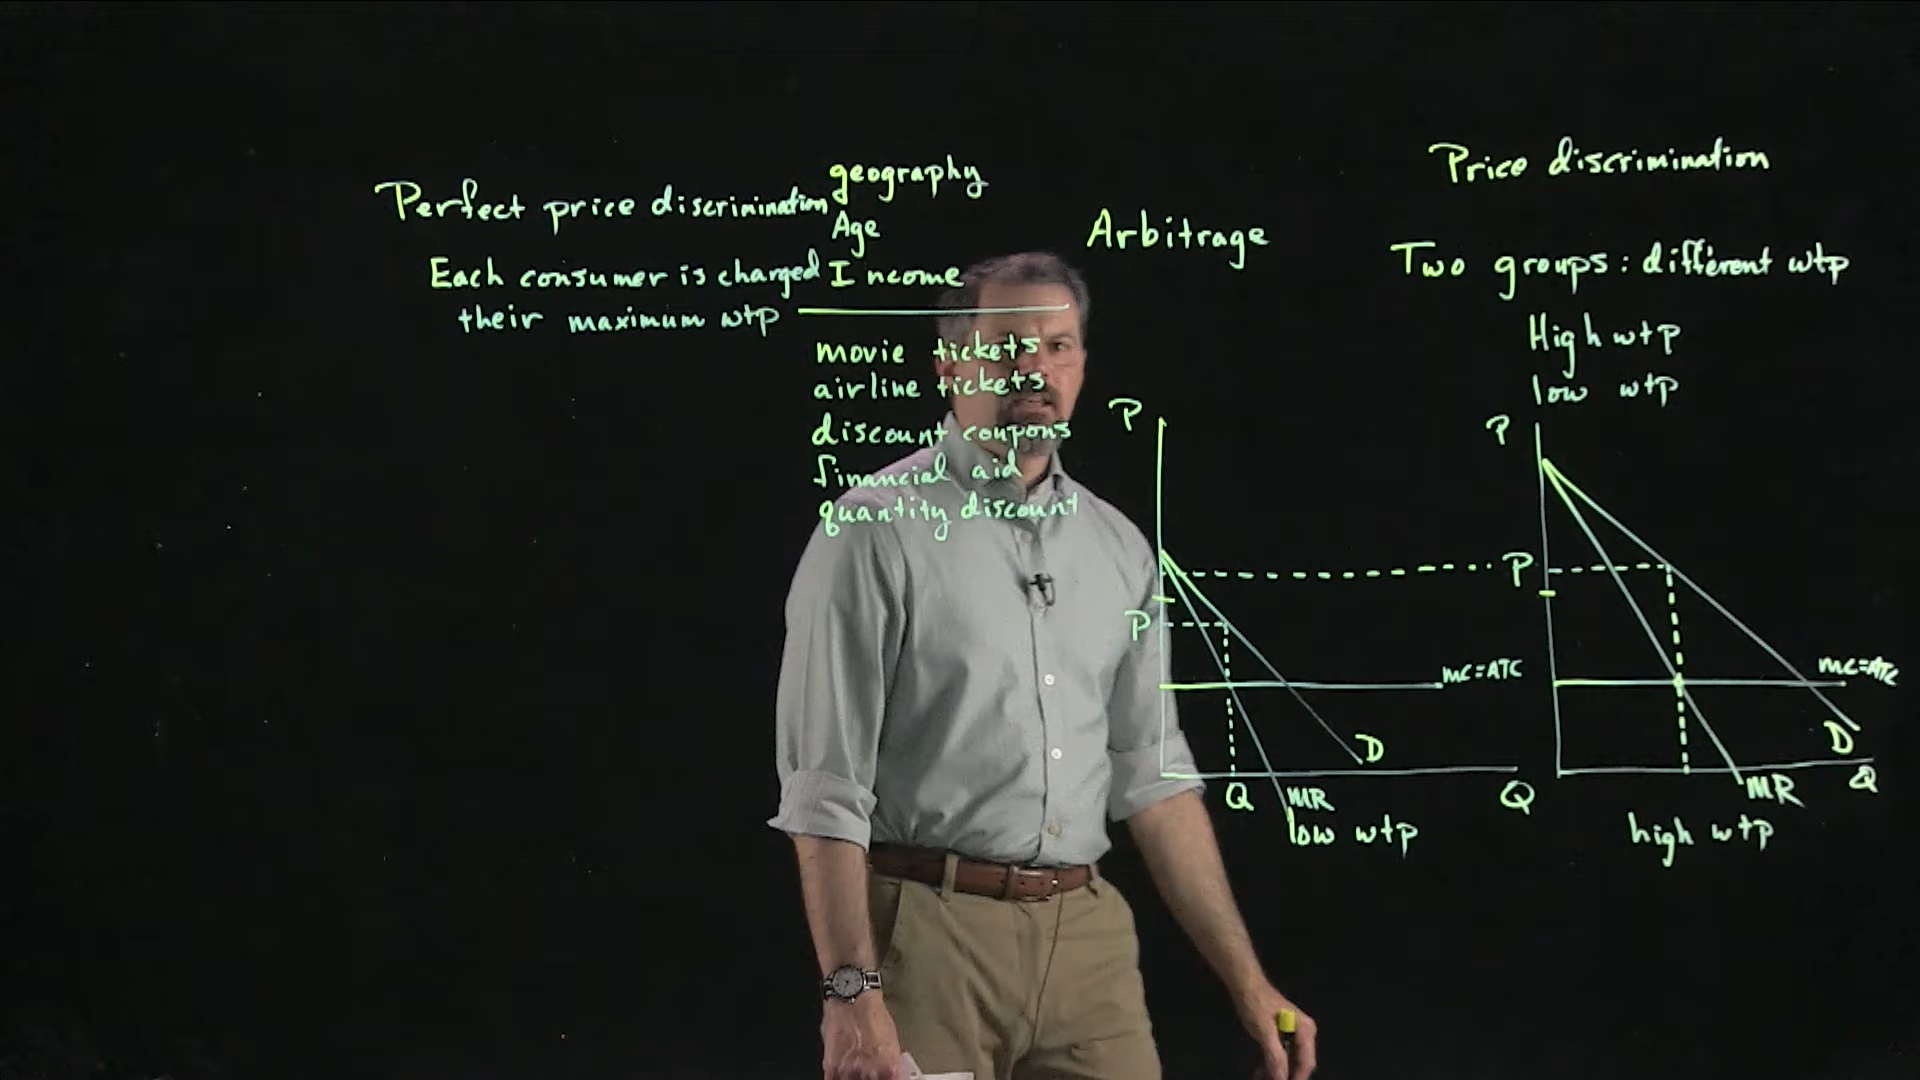 Perfect price discrimination
Each consumer is charged
their maximum wtp
geography
Age
Income
movie tickets
airline tickets
discount coupons
financial aid
quantity discount
Arbitrage
Price discrimination
Two groups: different wtp
High wtp
low wtp
P
P
MC=ATC
D
Q
MR
Q
low wtp
P
P
MC=ATC
D
MR
Q
high wtp